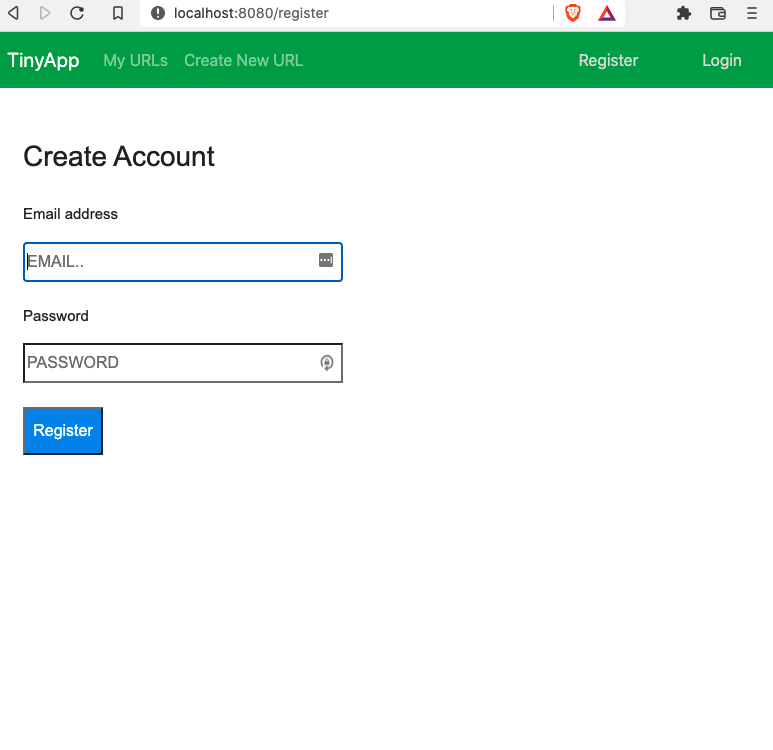 localhost:8080/register
TinyApp My URLs Create New URL Register Login
Create Account
Email address
EMAIL..
Password
PASSWORD
Register